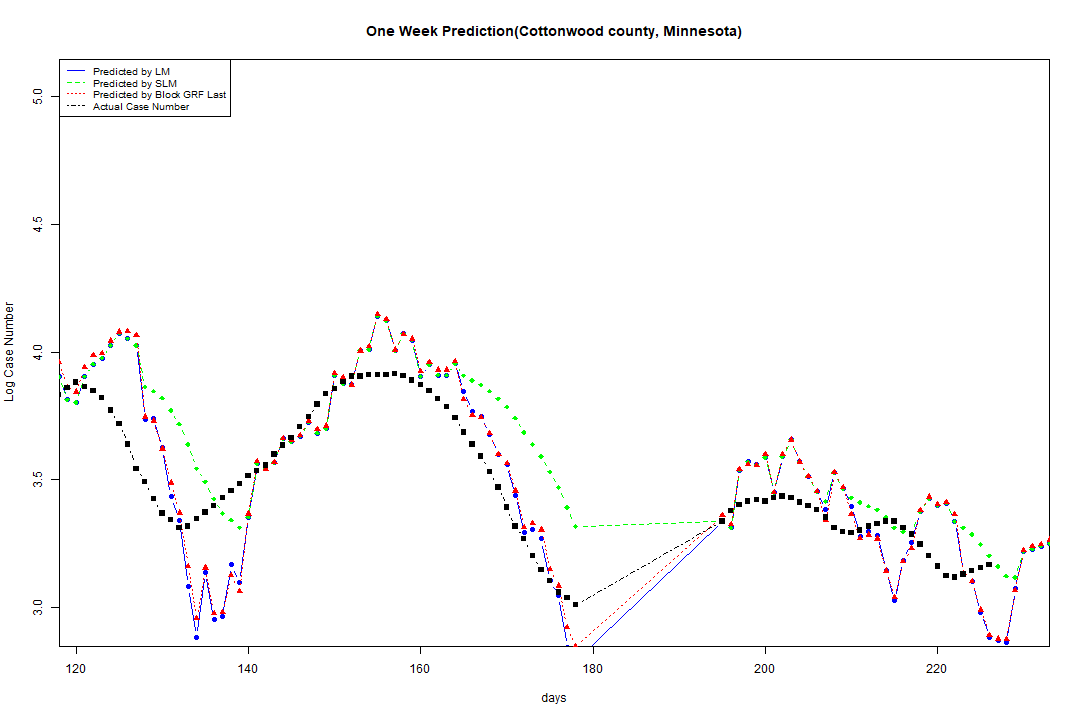 One Week Prediction(Cottonwood county, Minnesota)
Predicted by LM
Predicted by SLM
Predicted by Block GRF Last
Actual Case Number
5.0
4.5
4.0
3.5
3.0
Log Case Number
120 140 160 180 200 220
days